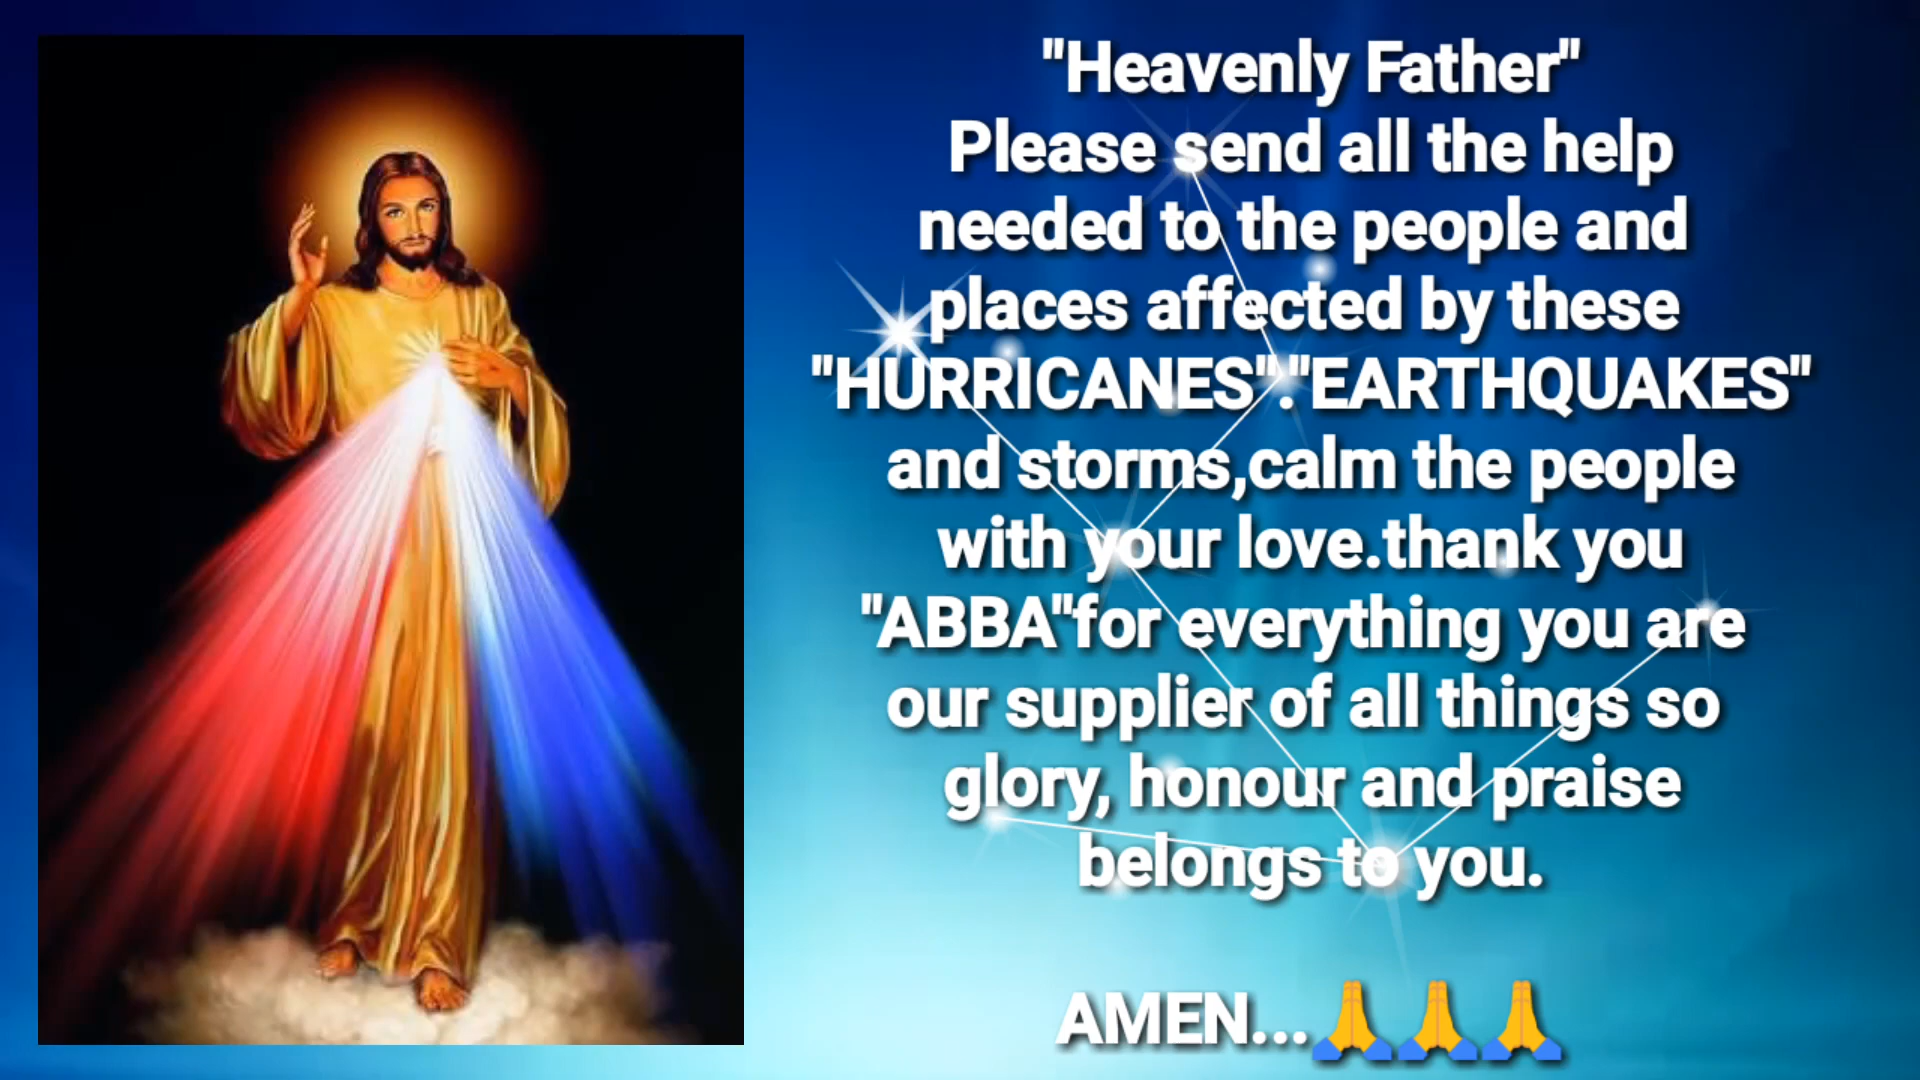 "Heavenly Father"
Please send all the help
needed to the people and
places affected by these
"HURRICANES"."EARTHQUAKES"
and storms,calm the people
with your love.thank you
"ABBA"for everything you are
our supplier of all things so
glory, honour and praise
belongs to you.
AMEN...🙏🙏🙏